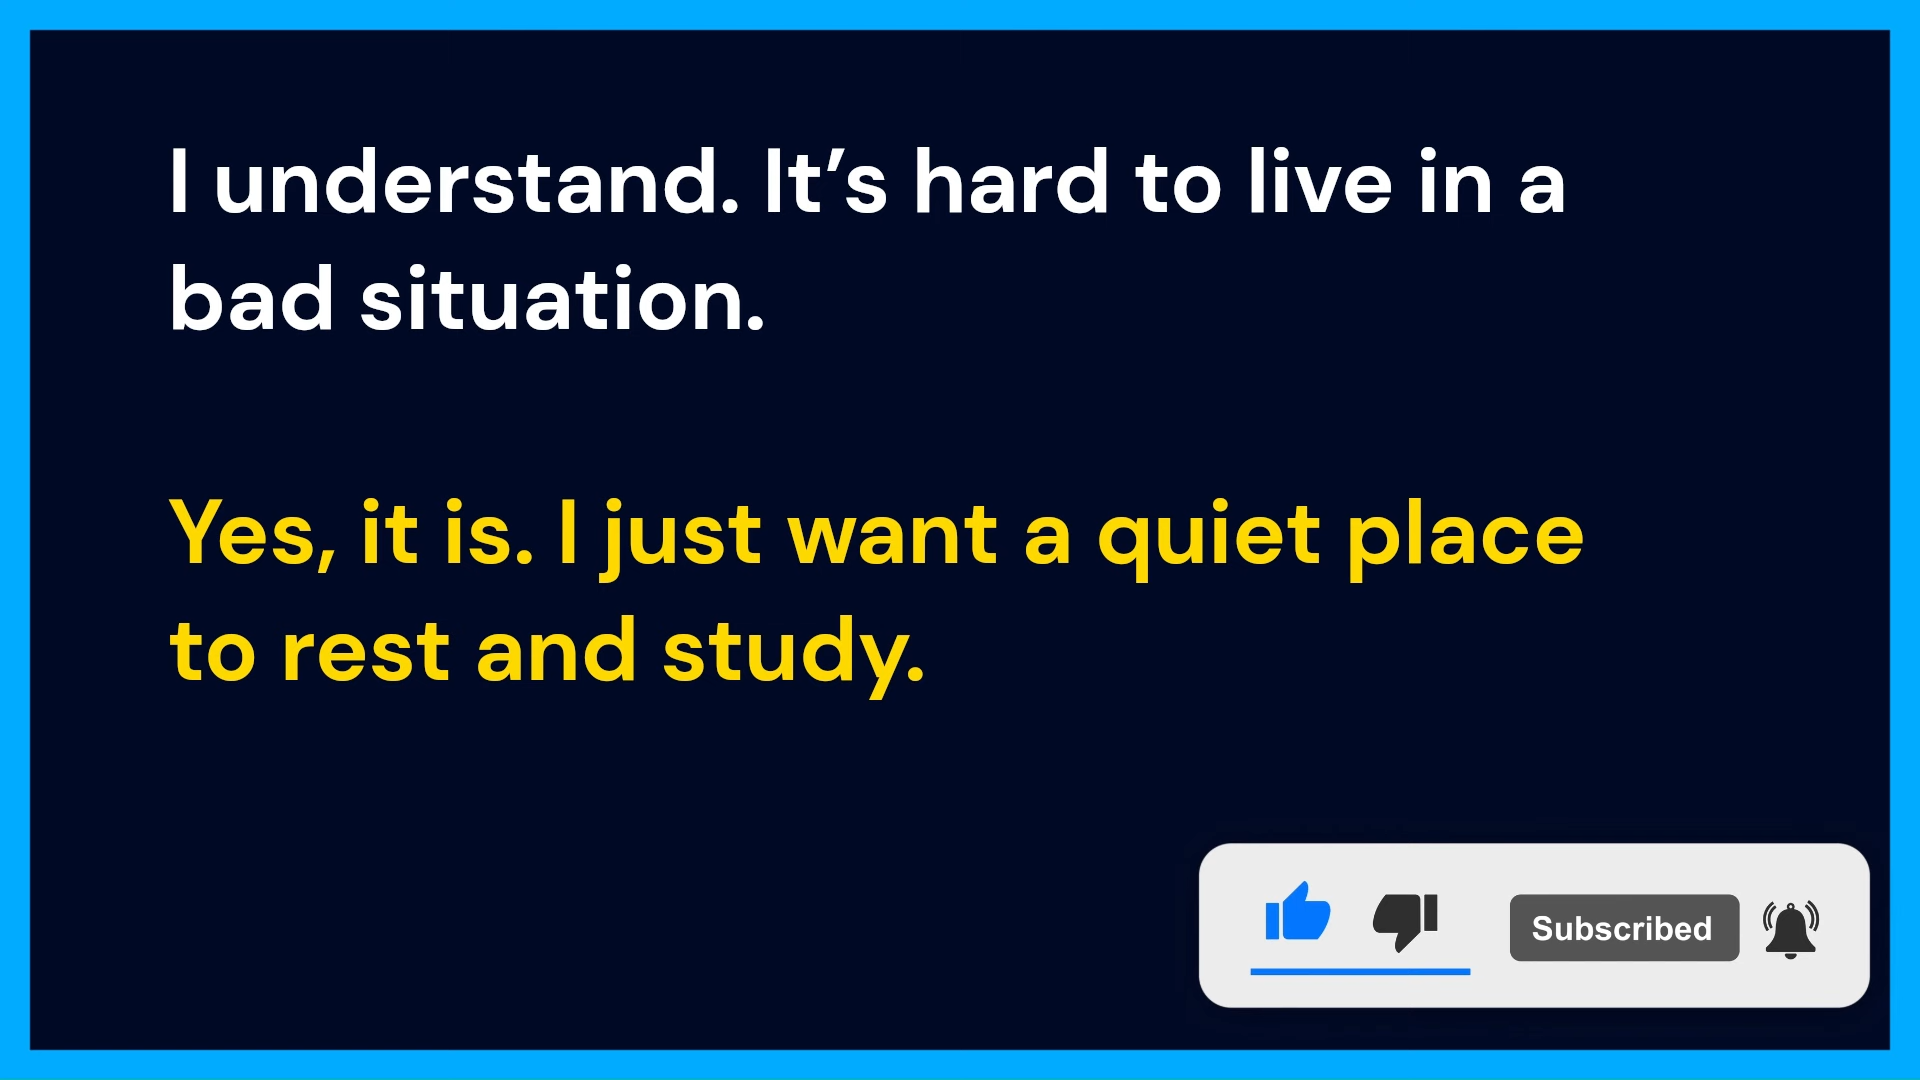 I understand. It’s hard to live in a
bad situation.
Yes, it is. I just want a quiet place
to rest and study.
Subscribed